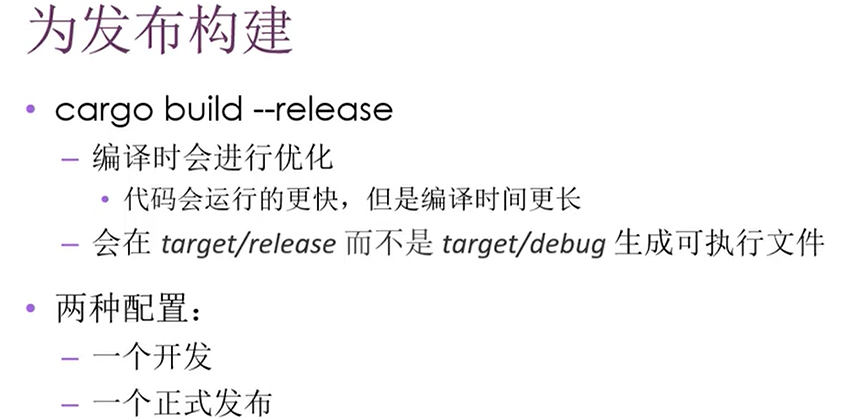 为发布构建
• cargo build --release
– 编译时会进行优化
• 代码会运行的更快，但是编译时间更长
– 会在 target/release 而不是 target/debug 生成可执行文件
• 两种配置：
– 一个开发
– 一个正式发布